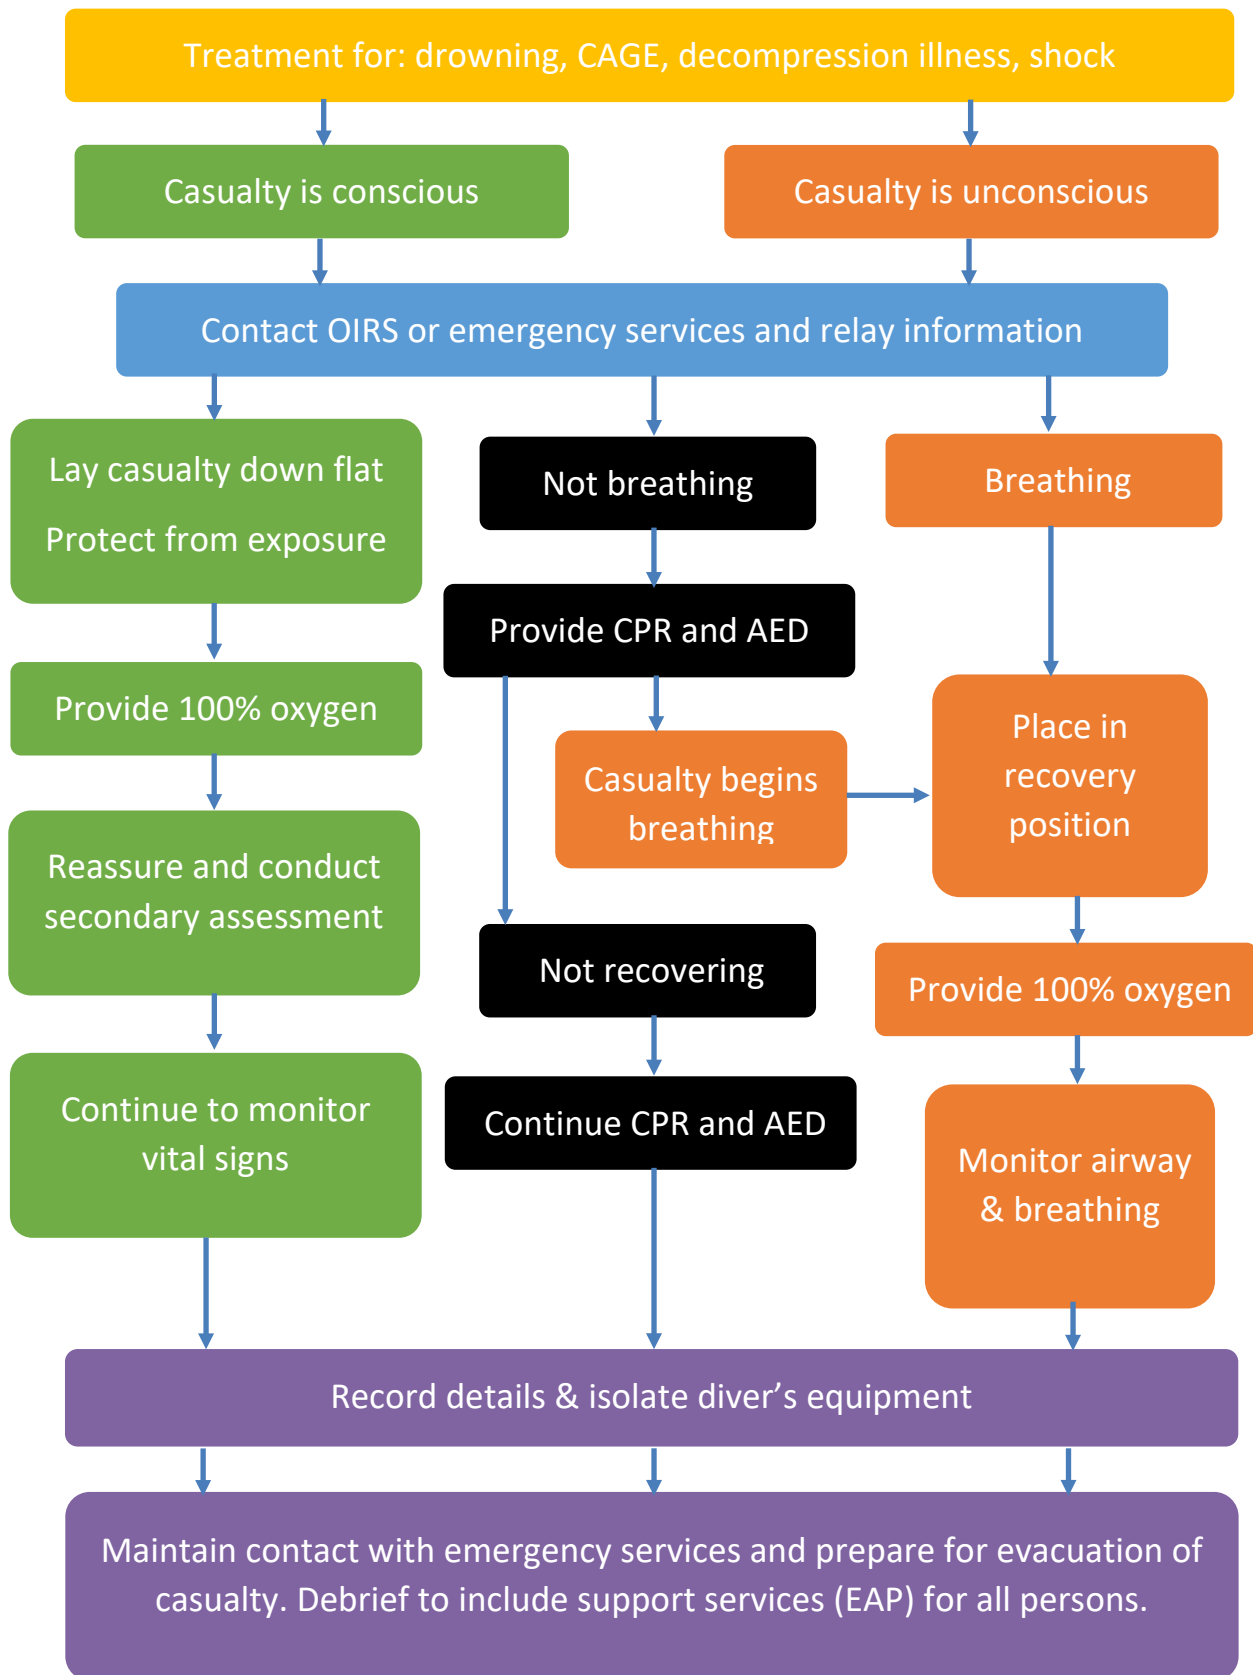 Treatment for: drowning, CAGE, decompression illness, shock
Casualty is conscious
Casualty is unconscious
Contact OIRS or emergency services and relay information
Lay casualty down flat
Protect from exposure
Not breathing
Breathing
Provide CPR and AED
Provide 100% oxygen
Casualty begins
breathing
Place in
recovery
position
Reassure and conduct
secondary assessment
Not recovering
Provide 100% oxygen
Continue to monitor
vital signs
Continue CPR and AED
Monitor airway
& breathing
Record details & isolate diver’s equipment
Maintain contact with emergency services and prepare for evacuation of
casualty. Debrief to include support services (EAP) for all persons.